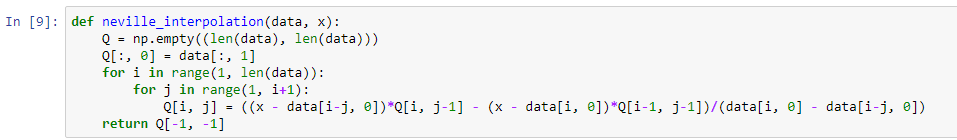 In [9]: def neville_interpolation(data, x):
    Q = np.empty((len(data), len(data)))
    Q[:, 0] = data[:, 1]
    for i in range(1, len(data)):
        for j in range(1, i+1):
            Q[i, j] = ((x - data[i-j, 0])*Q[i, j-1] - (x - data[i, 0])*Q[i-1, j-1])/(data[i, 0] - data[i-j, 0])
    return Q[-1, -1]